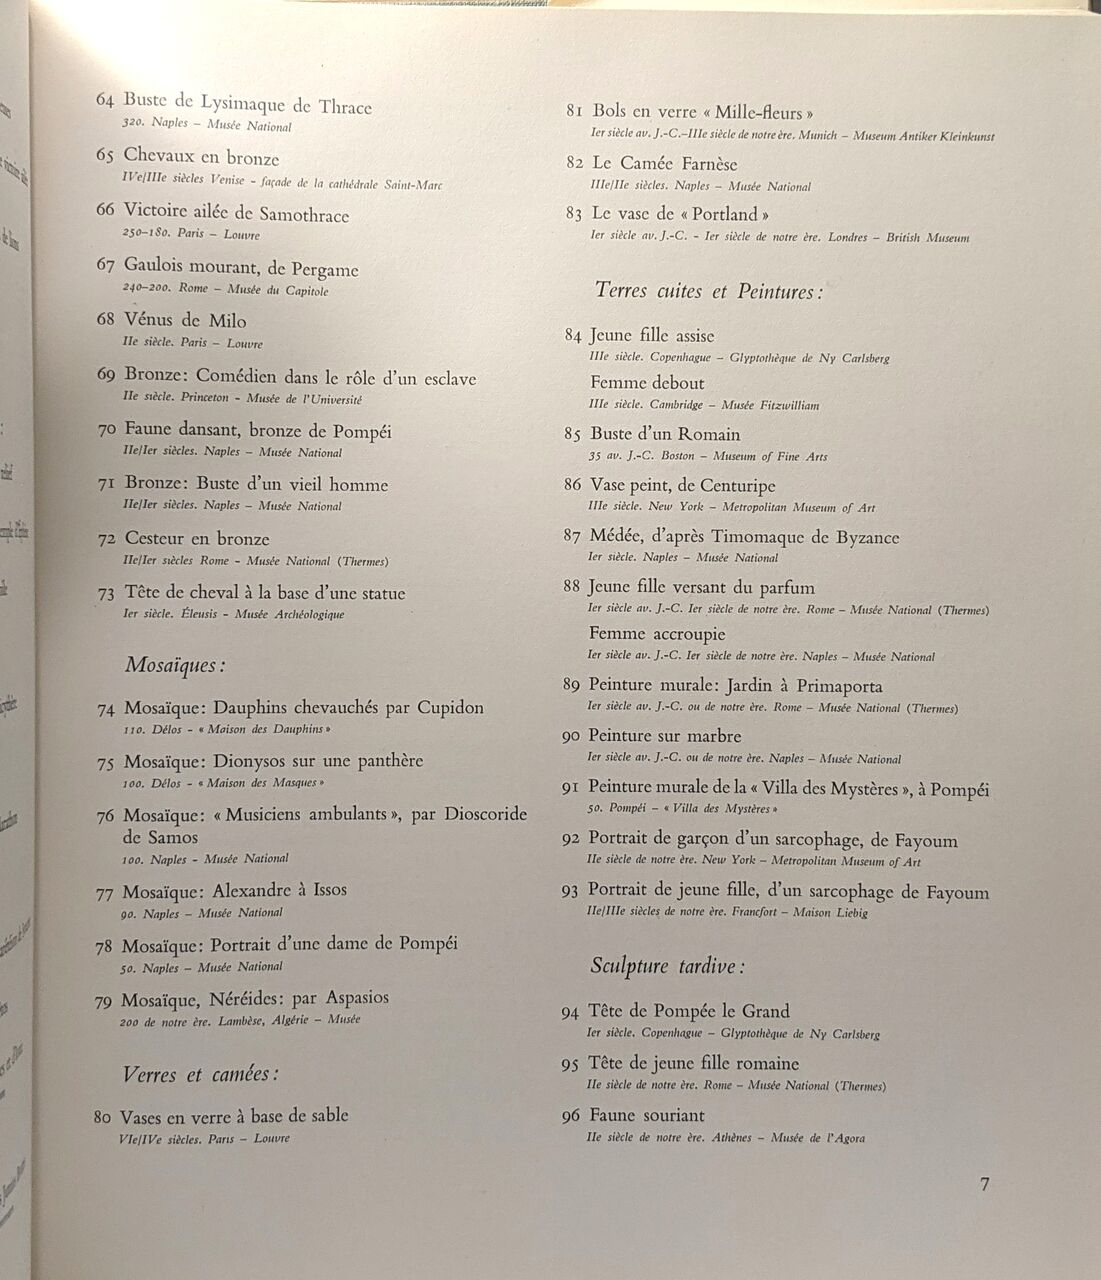 64 Buste de Lysimaque de Thrace
320. Naples – Musée National
65 Chevaux en bronze
IVe/IIIe siècles Venise - façade de la cathédrale Saint-Marc
66 Victoire ailée de Samothrace
250–180. Paris – Louvre
67 Gaulois mourant, de Pergame
240–200. Rome – Musée du Capitole
68 Vénus de Milo
IIe siècle. Paris – Louvre
69 Bronze: Comédien dans le rôle d'un esclave
IIe siècle. Princeton - Musée de l'Université
70 Faune dansant, bronze de Pompéi
IIe/Ier siècles. Naples – Musée National
71 Bronze: Buste d'un vieil homme
IIe/Ier siècles. Naples – Musée National
72 Cesteur en bronze
IIe/Ier siècles Rome - Musée National (Thermes)
73 Tête de cheval à la base d'une statue
Ier siècle. Éleusis - Musée Archéologique
Mosaïques:
74 Mosaïque: Dauphins chevauchés par Cupidon
110. Délos - « Maison des Dauphins »
75 Mosaïque: Dionysos sur une panthère
100. Délos - « Maison des Masques »
76 Mosaïque: « Musiciens ambulants », par Dioscoride
de Samos
100. Naples - Musée National
77 Mosaïque: Alexandre à Issos
90. Naples – Musée National
78 Mosaïque: Portrait d'une dame de Pompéi
50. Naples – Musée National
79 Mosaïque, Néréides: par Aspasios
200 de notre ère. Lambèse, Algérie – Musée
Verres et camées:
80 Vases en verre à base de sable
VIe/IVe siècles. Paris – Louvre
81 Bols en verre « Mille-fleurs »
Ier siècle av. J.-C.–IIIe siècle de notre ère. Munich – Museum Antiker Kleinkunst
82 Le Camée Farnèse
IIIe/IIe siècles. Naples – Musée National
83 Le vase de « Portland »
Ier siècle av. J.-C. - Ier siècle de notre ère. Londres – British Museum
Terres cuites et Peintures:
84 Jeune fille assise
IIIe siècle. Copenhague – Glyptothèque de Ny Carlsberg
Femme debout
IIIe siècle. Cambridge – Musée Fitzwilliam
85 Buste d'un Romain
35 av. J.-C. Boston – Museum of Fine Arts
86 Vase peint, de Centuripe
IIIe siècle. New York – Metropolitan Museum of Art
87 Médée, d'après Timomaque de Byzance
Ier siècle. Naples – Musée National
88 Jeune fille versant du parfum
Ier siècle av. J.-C. Ier siècle de notre ère. Rome – Musée National (Thermes)
Femme accroupie
Ier siècle av. J.-C. Ier siècle de notre ère. Naples – Musée National
89 Peinture murale: Jardin à Primaporta
Ier siècle av. J.-C. ou de notre ère. Rome – Musée National (Thermes)
90 Peinture sur marbre
Ier siècle av. J.-C. ou de notre ère. Naples – Musée National
91 Peinture murale de la « Villa des Mystères », à Pompéi
50. Pompéi – « Villa des Mystères »
92 Portrait de garçon d'un sarcophage, de Fayoum
IIe siècle de notre ère. New York – Metropolitan Museum of Art
93 Portrait de jeune fille, d'un sarcophage de Fayoum
IIe/IIIe siècles de notre ère. Francfort – Maison Liebig
Sculpture tardive:
94 Tête de Pompée le Grand
Ier siècle. Copenhague – Glyptothèque de Ny Carlsberg
95 Tête de jeune fille romaine
IIe siècle de notre ère. Rome – Musée National (Thermes)
96 Faune souriant
IIe siècle de notre ère. Athènes – Musée de l'Agora
7